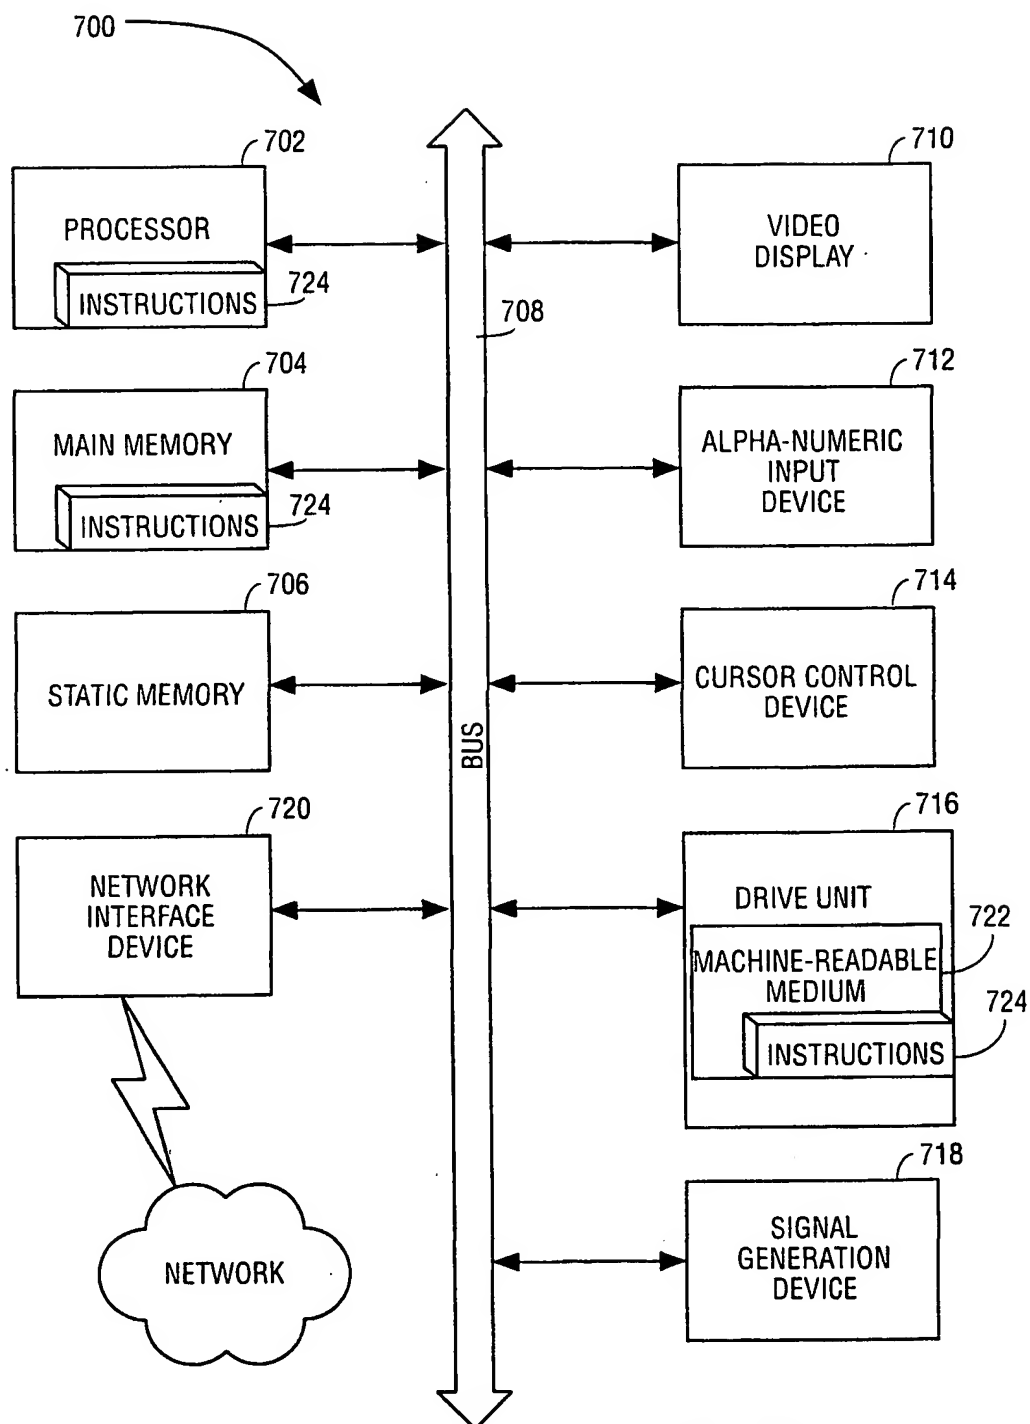 700
702
PROCESSOR
724
INSTRUCTIONS
704
MAIN MEMORY
724
INSTRUCTIONS
706
STATIC MEMORY
720
NETWORK
INTERFACE
DEVICE
NETWORK
708
BUS
710
VIDEO
DISPLAY
712
ALPHA-NUMERIC
INPUT
DEVICE
714
CURSOR CONTROL
DEVICE
716
DRIVE UNIT
722
MACHINE-READABLE
MEDIUM
724
INSTRUCTIONS
718
SIGNAL
GENERATION
DEVICE